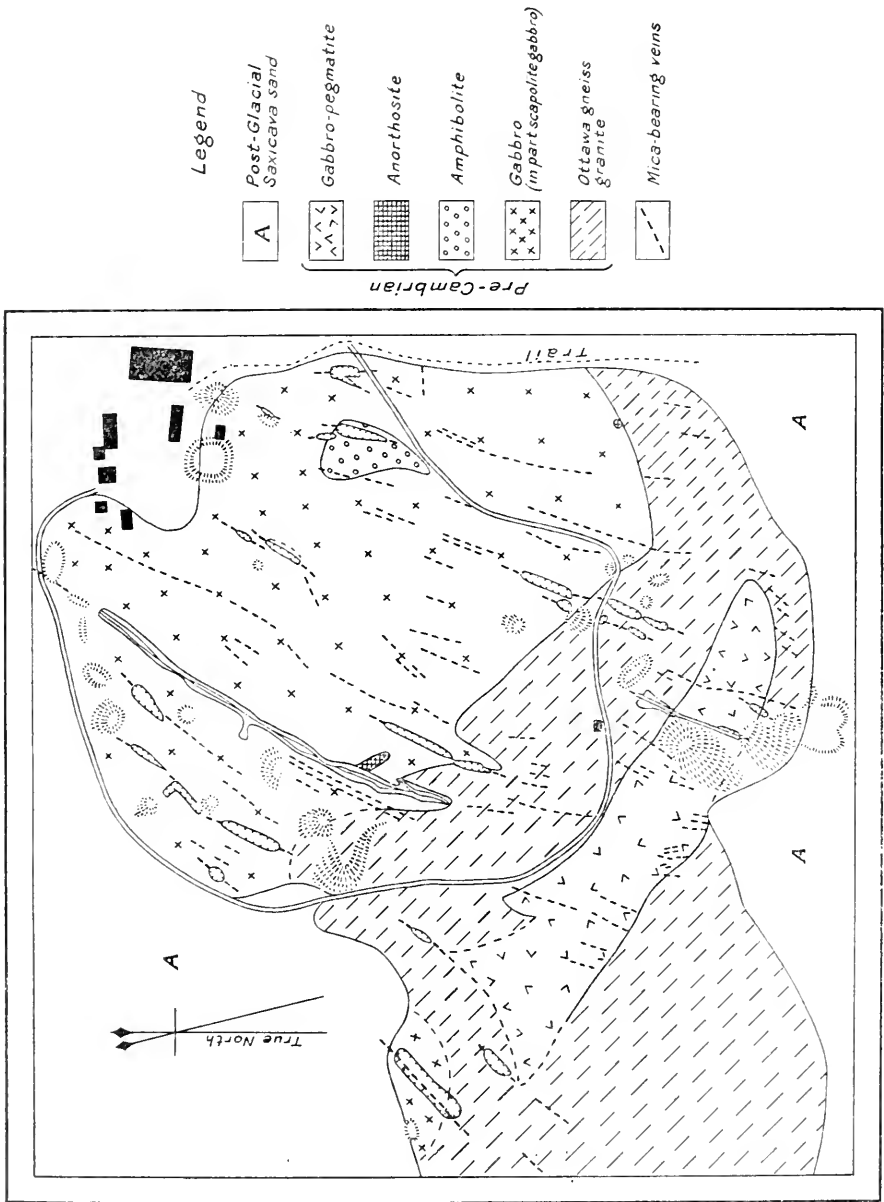 Legend
A
Post-Glacial
Saxicava sand
Gabbro-pegmatite
Anorthosite
Amphibolite
Gabbro
(in part scapolite gabbro)
Ottawa gneiss
granite
Mica-bearing veins
Pre-Cambrian
Trail
A
A
A
True North